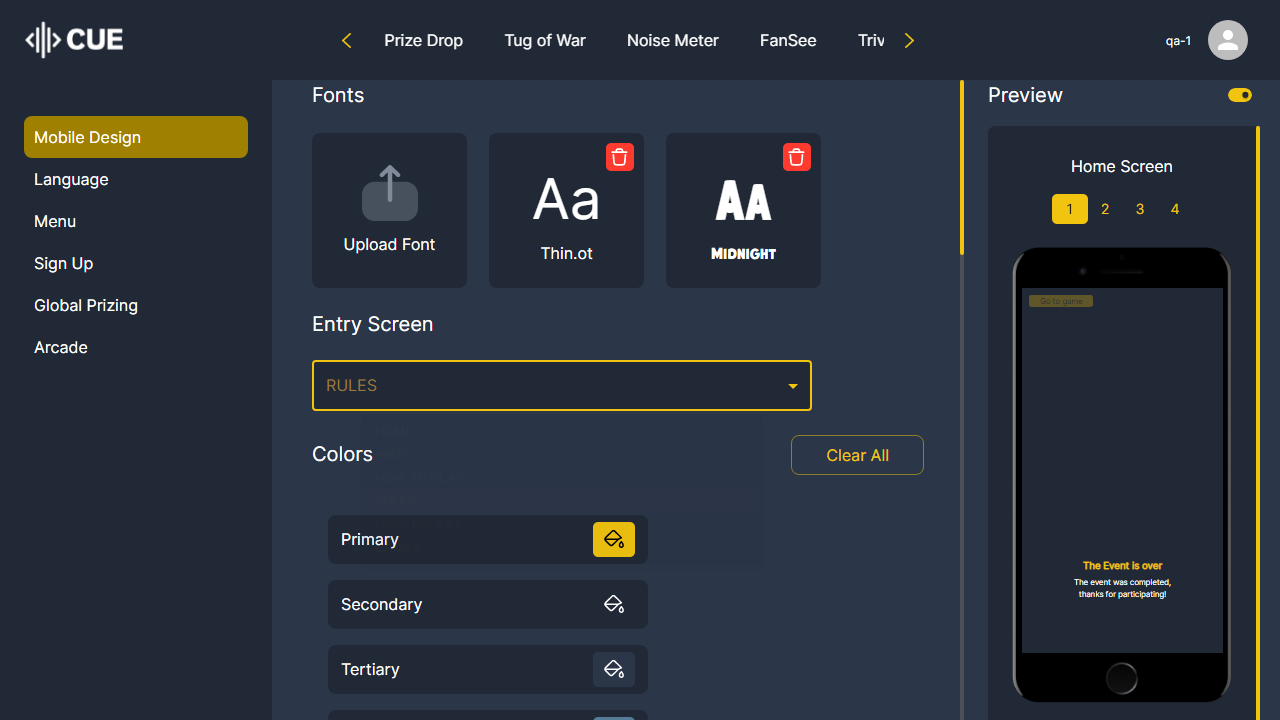 CUE
Prize Drop
Tug of War
Noise Meter
FanSee
Triv
qa-1
Mobile Design
Language
Menu
Sign Up
Global Prizing
Arcade
Fonts
Upload Font
Aa
Thin.ot
Aa
Midnight
Entry Screen
RULES
Colors
Clear All
Primary
Secondary
Tertiary
Preview
Home Screen
1
2
3
4
Go to game
The Event is over
The event was completed,
thanks for participating!